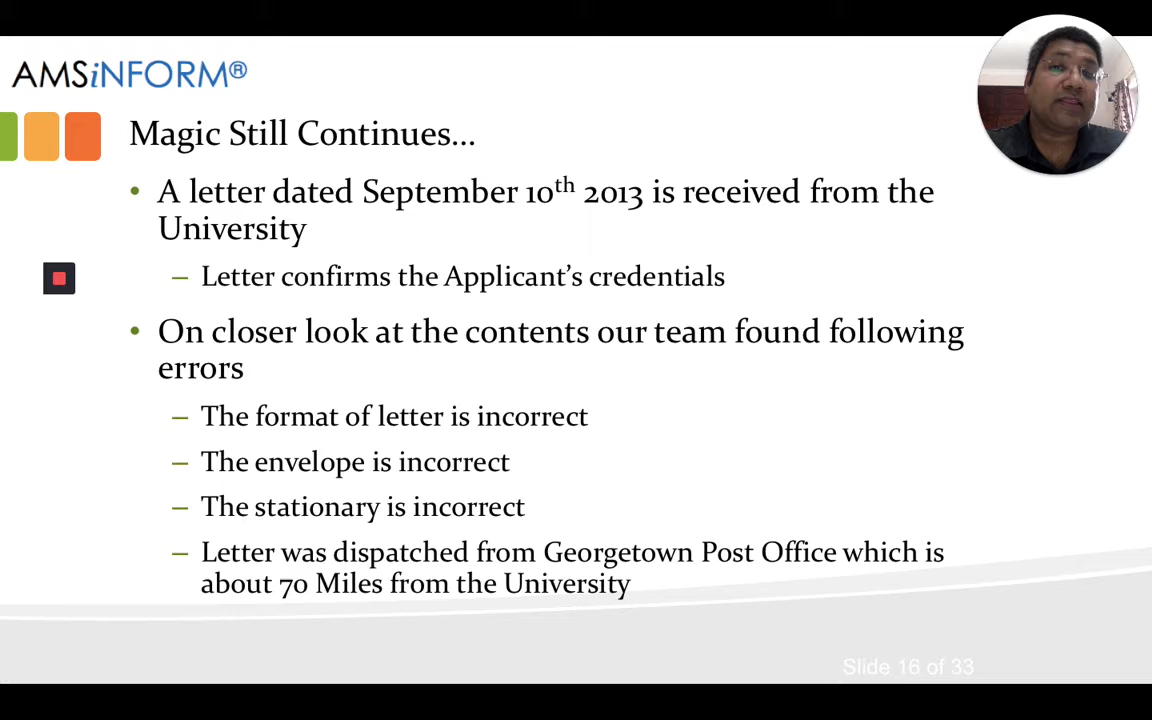 AMSiNFORM®
Magic Still Continues...
• A letter dated September 10th 2013 is received from the
University
– Letter confirms the Applicant's credentials
• On closer look at the contents our team found following
errors
– The format of letter is incorrect
– The envelope is incorrect
– The stationary is incorrect
– Letter was dispatched from Georgetown Post Office which is
about 70 Miles from the University
Slide 16 of 33